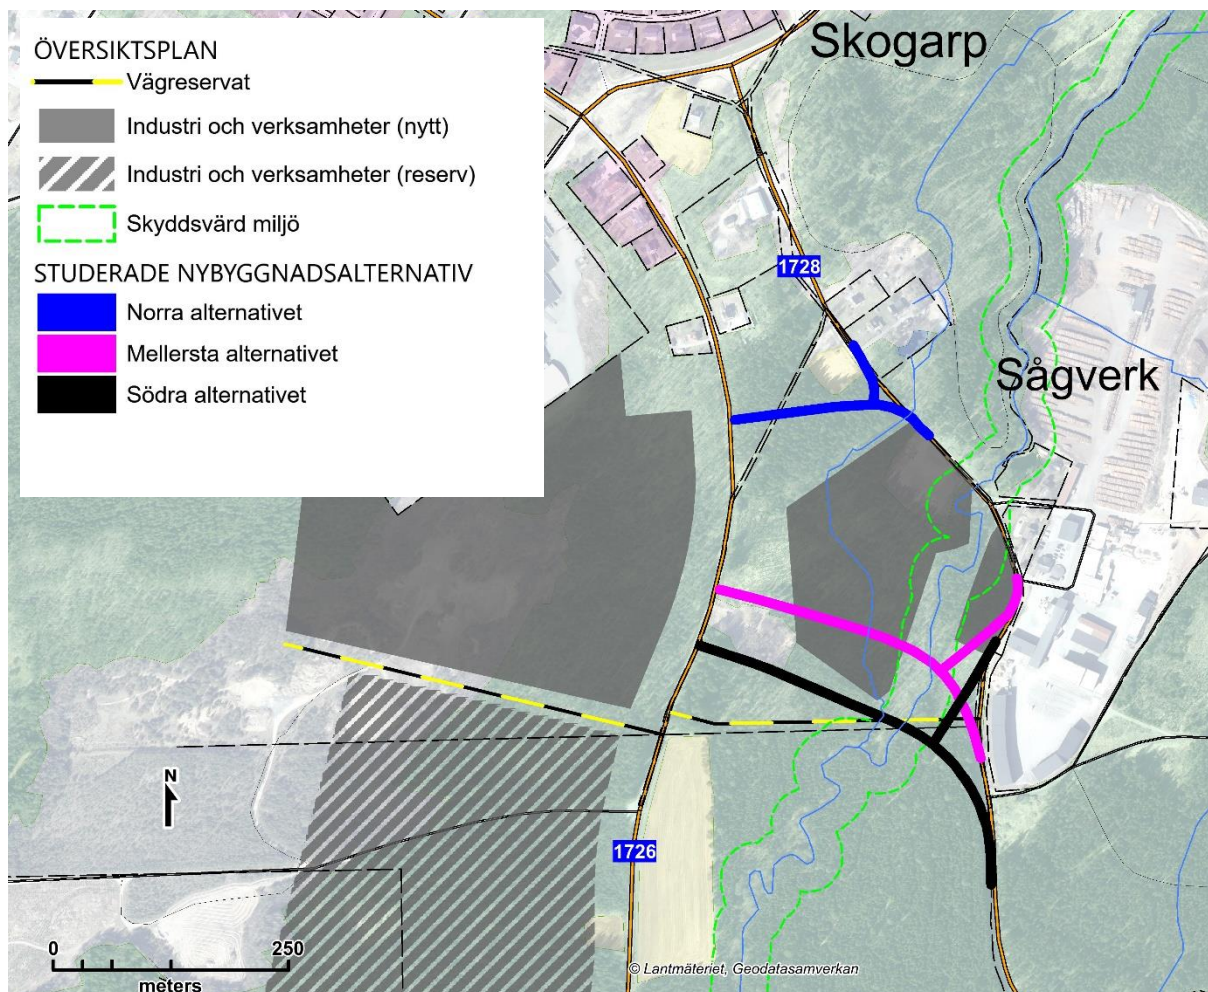 ÖVERSIKTSPLAN
Vägreservat
Industri och verksamheter (nytt)
Industri och verksamheter (reserv)
Skyddsvärd miljö
STUDERADE NYBYGGNADSALTERNATIV
Norra alternativet
Mellersta alternativet
Södra alternativet
Skogarp
1728
Sågverk
N
1726
0 250
meters
© Lantmäteriet, Geodatasamverkan